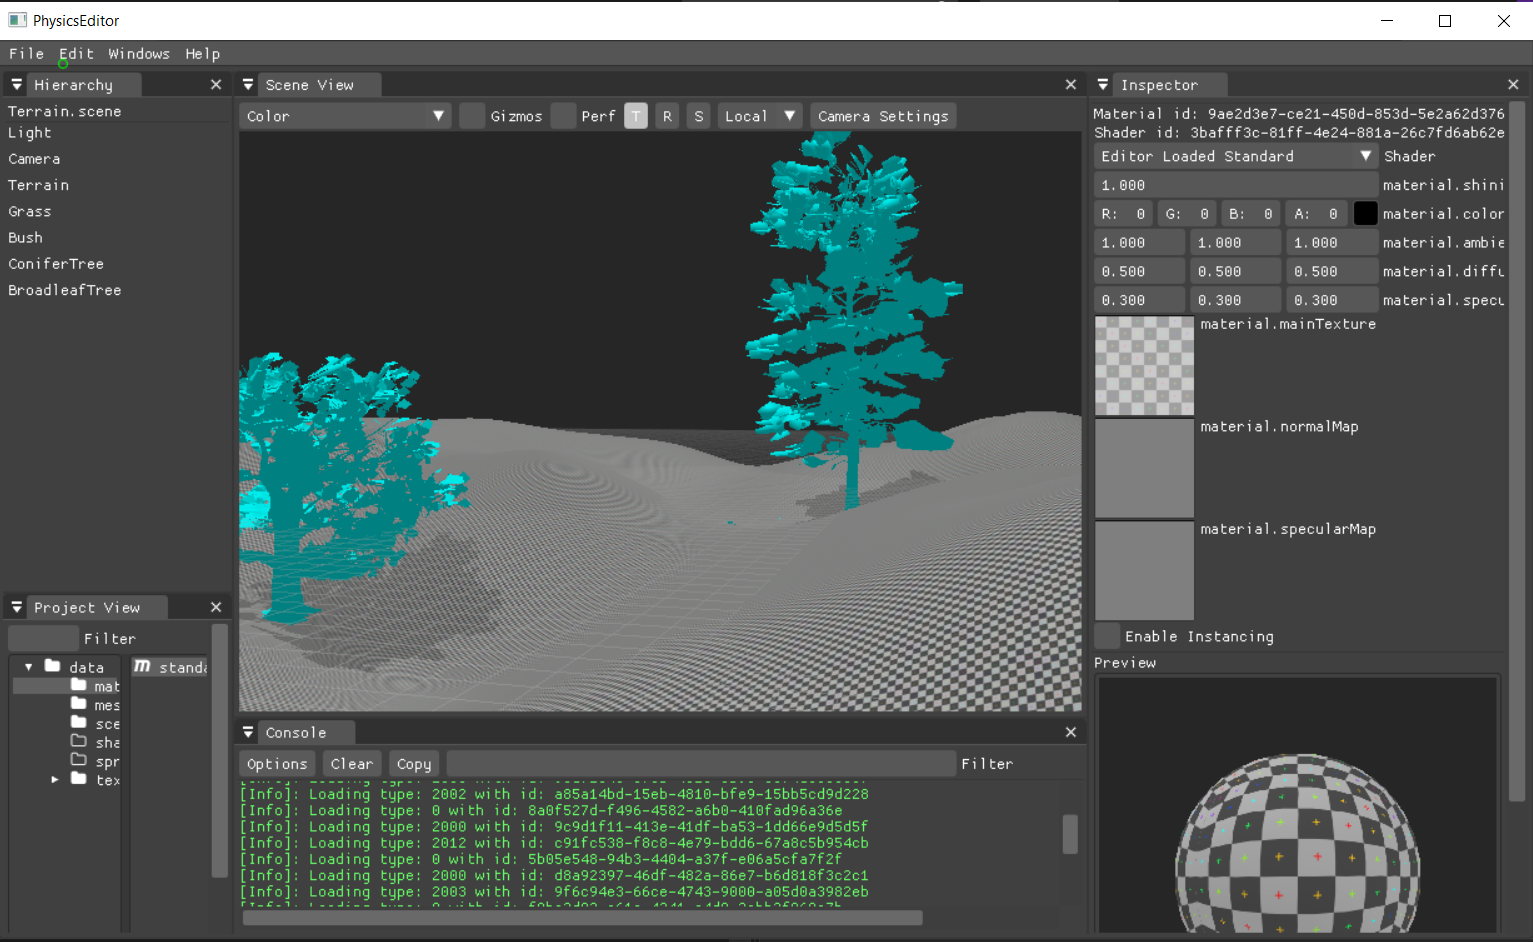 PhysicsEditor
File Edit Windows Help
Hierarchy
Terrain.scene
Light
Camera
Terrain
Grass
Bush
ConiferTree
BroadleafTree
Project View
Filter
data
mat
mes
sce
sha
spr
tex
standa
Scene View
Color Gizmos Perf T R S Local Camera Settings
Console
Options Clear Copy Filter
[Info]: Loading type: 2002 with id: a85a14bd-15eb-4810-bfe9-15bb5cd9d228
[Info]: Loading type: 0 with id: 8a0f527d-f496-4582-a6b0-410fad96a36e
[Info]: Loading type: 2000 with id: 9c9d1f11-413e-41df-ba53-1dd66e9d5d5f
[Info]: Loading type: 2012 with id: c91fc538-f8c8-4e79-bdd6-67a8c5b954cb
[Info]: Loading type: 0 with id: 5b05e548-94b3-4404-a37f-e06a5cfa7f2f
[Info]: Loading type: 2000 with id: d8a92397-46df-482a-86e7-b6d818f3c2c1
[Info]: Loading type: 2003 with id: 9f6c94e3-66ce-4743-9000-a05d0a3982eb
Inspector
Material id: 9ae2d3e7-ce21-450d-853d-5e2a62d376
Shader id: 3bafff3c-81ff-4e24-881a-26c7fd6ab62e
Editor Loaded Standard Shader
1.000 material.shini
R: 0 G: 0 B: 0 A: 0 material.color
1.000 1.000 1.000 material.ambie
0.500 0.500 0.500 material.diffu
0.300 0.300 0.300 material.specu
material.mainTexture
material.normalMap
material.specularMap
Enable Instancing
Preview